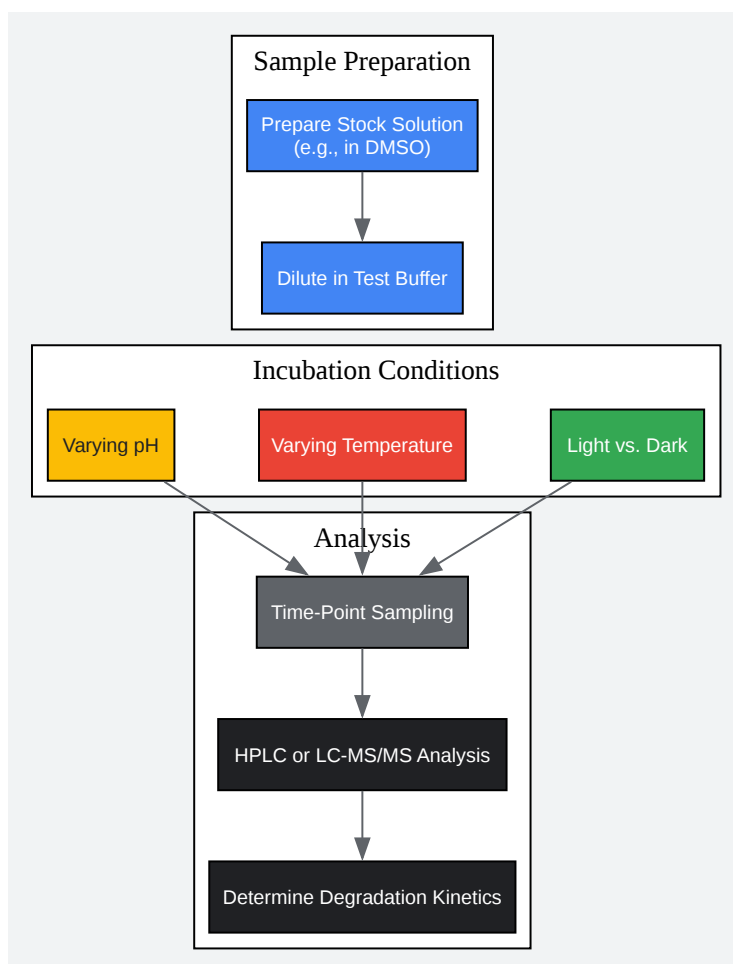 Sample Preparation
Prepare Stock Solution
(e.g., in DMSO)
Dilute in Test Buffer
Incubation Conditions
Varying pH
Varying Temperature
Light vs. Dark
Analysis
Time-Point Sampling
HPLC or LC-MS/MS Analysis
Determine Degradation Kinetics